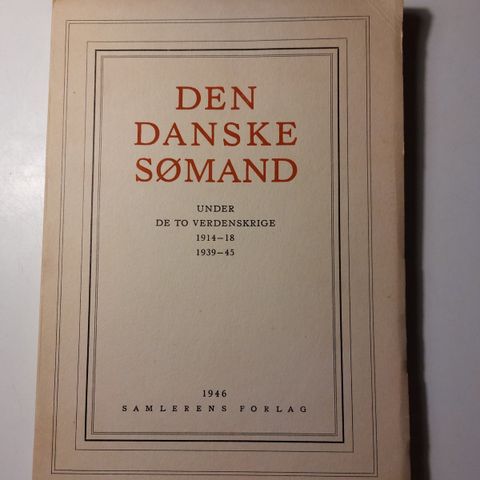 DEN
DANSKE
SØMAND
UNDER
DE TO VERDENSKRIGE
1914–18
1939–45
1946
SAMLERENS FORLAG